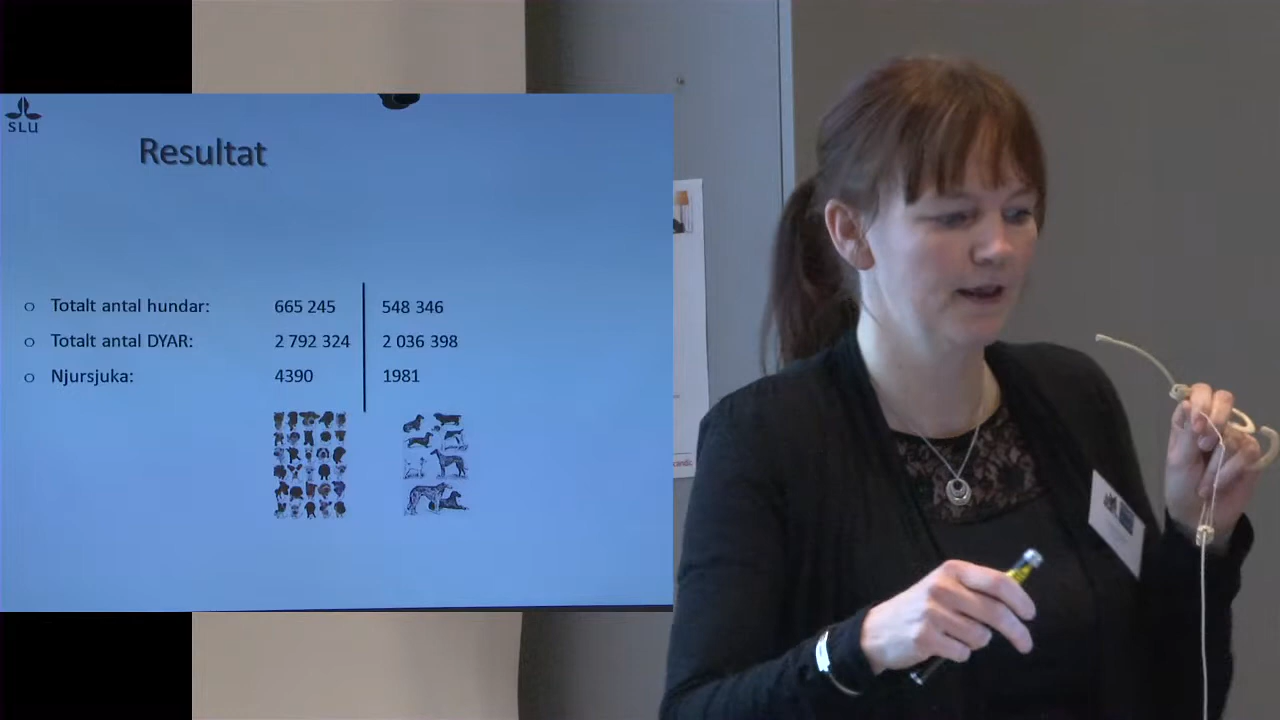 SLU
Resultat
o Totalt antal hundar: 665 245 548 346
o Totalt antal DYAR: 2 792 324 2 036 398
o Njursjuka: 4390 1981